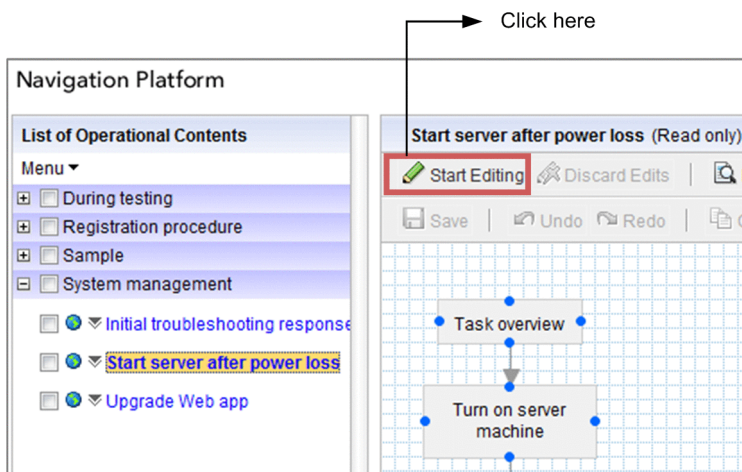 Click here
Navigation Platform
List of Operational Contents
Menu
During testing
Registration procedure
Sample
System management
Initial troubleshooting response
Start server after power loss
Upgrade Web app
Start server after power loss (Read only)
Start Editing Discard Edits
Save Undo Redo
Task overview
Turn on server
machine